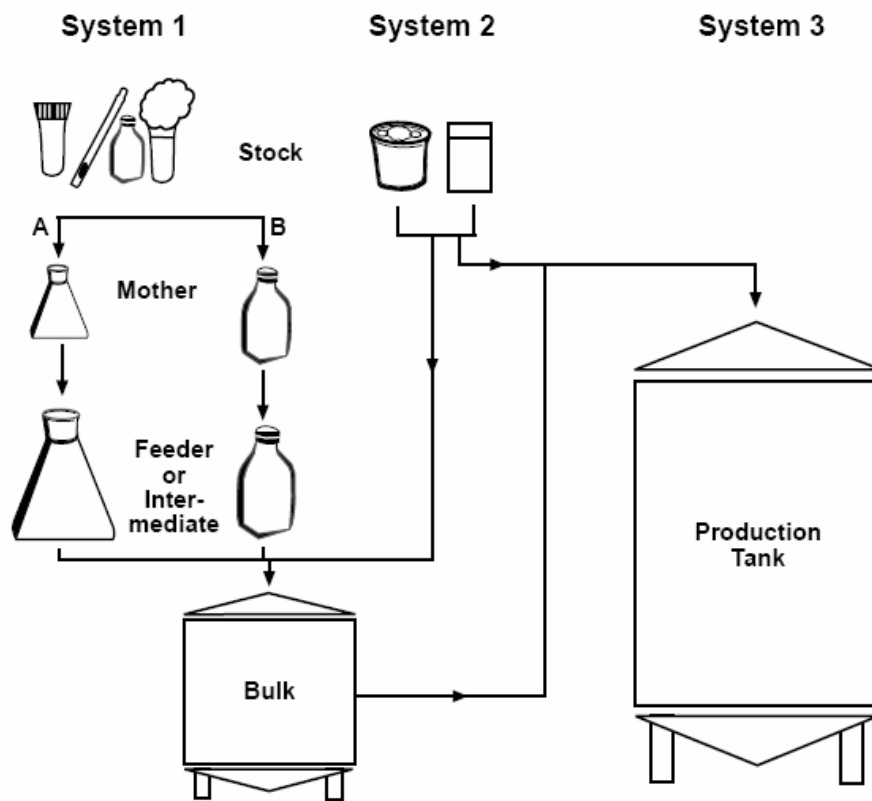 System 1
System 2
System 3
Stock
A
B
Mother
Feeder
or
Inter-
mediate
Production
Tank
Bulk